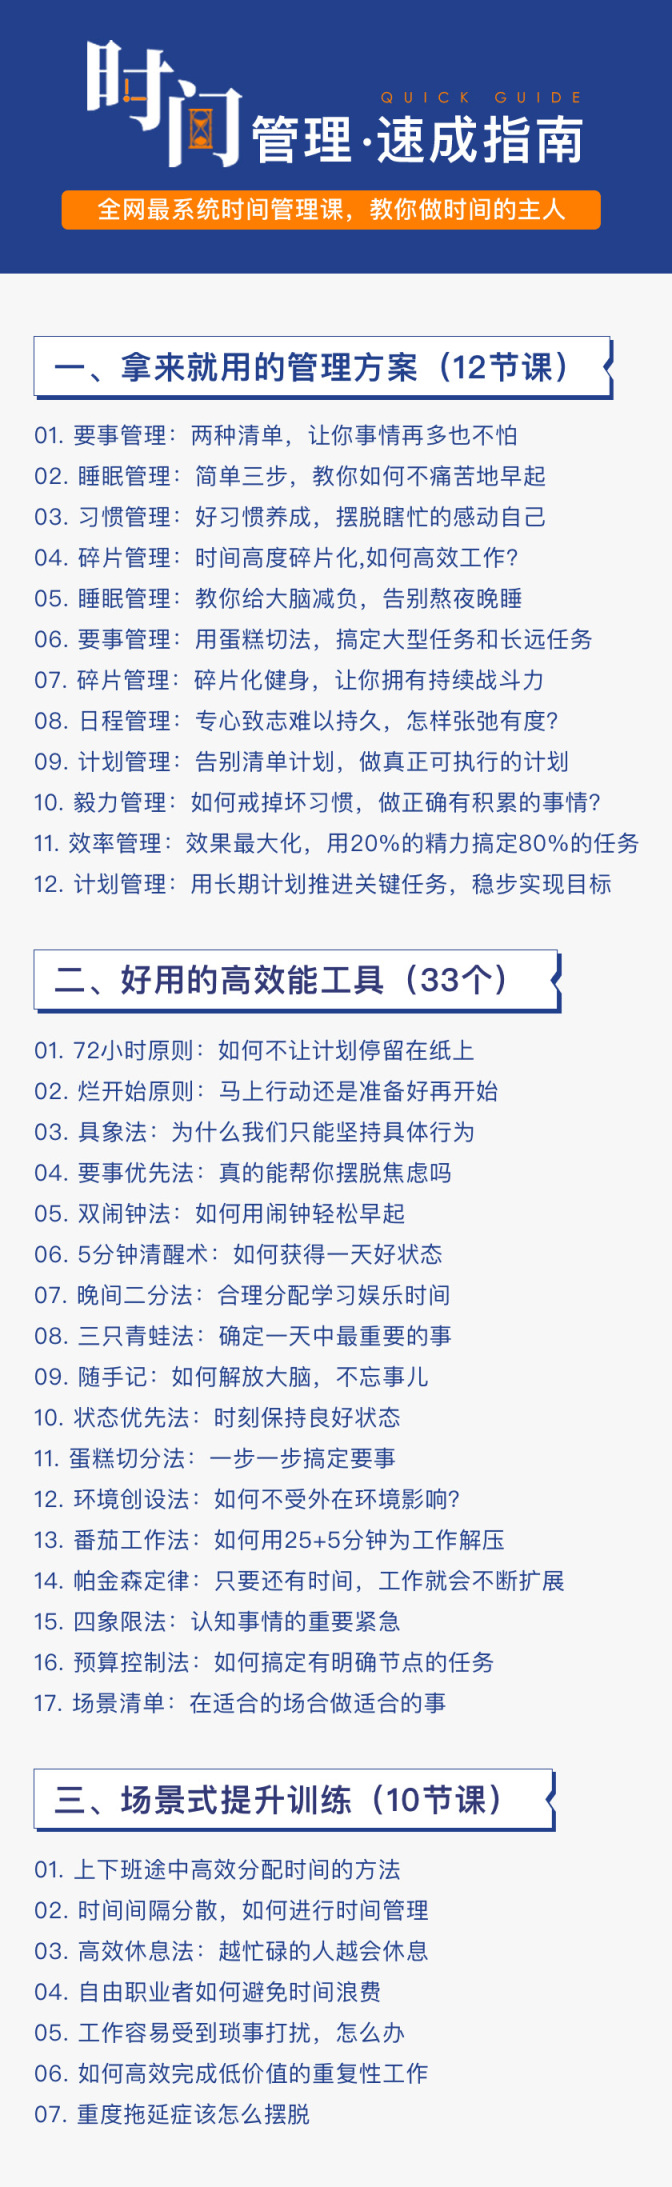 时间管理·速成指南
QUICK GUIDE
全网最系统时间管理课，教你做时间的主人
一、拿来就用的管理方案（12节课）
01. 要事管理：两种清单，让你事情再多也不怕
02. 睡眠管理：简单三步，教你如何不痛苦地早起
03. 习惯管理：好习惯养成，摆脱瞎忙的感动自己
04. 碎片管理：时间高度碎片化,如何高效工作?
05. 睡眠管理：教你给大脑减负，告别熬夜晚睡
06. 要事管理：用蛋糕切法，搞定大型任务和长远任务
07. 碎片管理：碎片化健身，让你拥有持续战斗力
08. 日程管理：专心致志难以持久，怎样张弛有度?
09. 计划管理：告别清单计划，做真正可执行的计划
10. 毅力管理：如何戒掉坏习惯，做正确有积累的事情?
11. 效率管理：效果最大化，用20%的精力搞定80%的任务
12. 计划管理：用长期计划推进关键任务，稳步实现目标
二、好用的高效能工具（33个）
01. 72小时原则：如何不让计划停留在纸上
02. 烂开始原则：马上行动还是准备好再开始
03. 具象法：为什么我们只能坚持具体行为
04. 要事优先法：真的能帮你摆脱焦虑吗
05. 双闹钟法：如何用闹钟轻松早起
06. 5分钟清醒术：如何获得一天好状态
07. 晚间二分法：合理分配学习娱乐时间
08. 三只青蛙法：确定一天中最重要的事
09. 随手记：如何解放大脑，不忘事儿
10. 状态优先法：时刻保持良好状态
11. 蛋糕切分法：一步一步搞定要事
12. 环境创设法：如何不受外在环境影响?
13. 番茄工作法：如何用25+5分钟为工作解压
14. 帕金森定律：只要还有时间，工作就会不断扩展
15. 四象限法：认知事情的重要紧急
16. 预算控制法：如何搞定有明确节点的任务
17. 场景清单：在适合的场合做适合的事
三、场景式提升训练（10节课）
01. 上下班途中高效分配时间的方法
02. 时间间隔分散，如何进行时间管理
03. 高效休息法：越忙碌的人越会休息
04. 自由职业者如何避免时间浪费
05. 工作容易受到琐事打扰，怎么办
06. 如何高效完成低价值的重复性工作
07. 重度拖延症该怎么摆脱